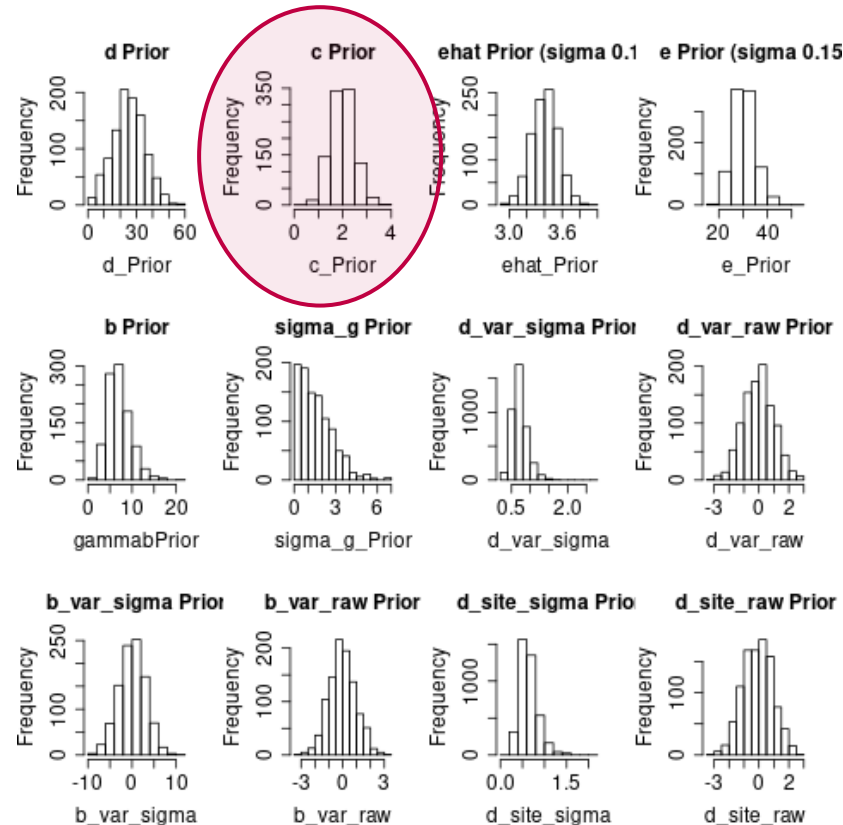 d Prior
c Prior
ehat Prior (sigma 0.1
e Prior (sigma 0.15
Frequency
0 100 200
0 30 60
d_Prior
Frequency
0 150 350
0 2 4
c_Prior
Frequency
0 100 250
3.0 3.6
ehat_Prior
Frequency
0 200
20 40
e_Prior
b Prior
sigma_g Prior
d_var_sigma Prior
d_var_raw Prior
Frequency
0 150 300
0 10 20
gammabPrior
Frequency
0 100 200
0 3 6
sigma_g_Prior
Frequency
0 1000
0.5 2.0
d_var_sigma
Frequency
0 100 200
-3 0 2
d_var_raw
b_var_sigma Prior
b_var_raw Prior
d_site_sigma Prior
d_site_raw Prior
Frequency
0 100 250
-10 0 10
b_var_sigma
Frequency
0 100 200
-3 0 3
b_var_raw
Frequency
0 1000
0.0 1.5
d_site_sigma
Frequency
0 100
-3 0 2
d_site_raw